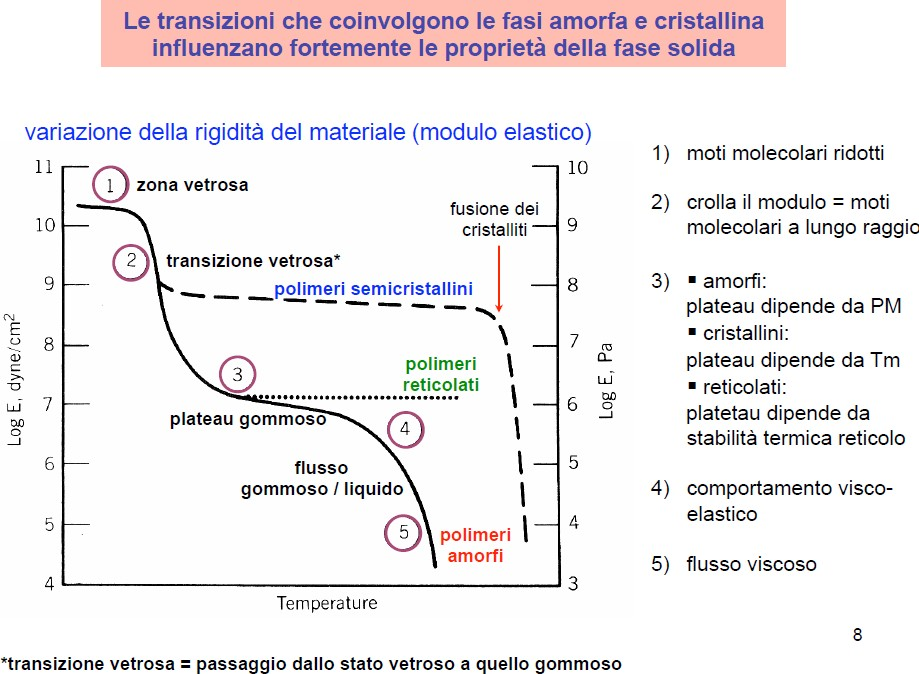 Le transizioni che coinvolgono le fasi amorfa e cristallina
influenzano fortemente le proprietà della fase solida
variazione della rigidità del materiale (modulo elastico)
11
10
9
8
7
6
5
4
Log E, dyne/cm²
1
zona vetrosa
2
transizione vetrosa*
polimeri semicristallini
fusione dei
cristalliti
3
polimeri
reticolati
plateau gommoso
4
flusso
gommoso / liquido
5
polimeri
amorfi
Temperature
10
9
8
7
6
5
4
3
Log E, Pa
1) moti molecolari ridotti
2) crolla il modulo = moti
molecolari a lungo raggio
3) ▪ amorfi:
plateau dipende da PM
▪ cristallini:
plateau dipende da Tm
▪ reticolati:
platetau dipende da
stabilità termica reticolo
4) comportamento visco-
elastico
5) flusso viscoso
8
*transizione vetrosa = passaggio dallo stato vetroso a quello gommoso